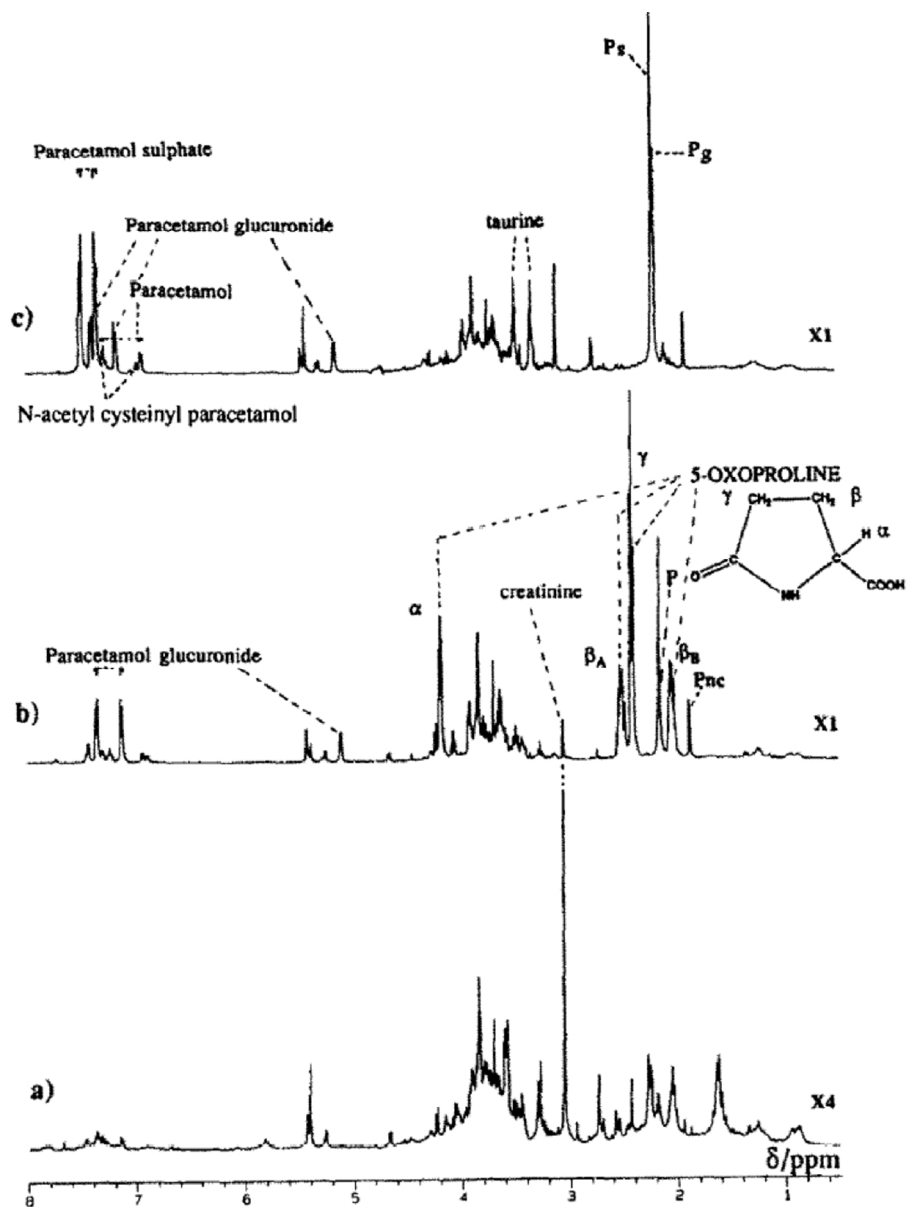 Ps
Pg
Paracetamol sulphate
Paracetamol glucuronide
taurine
Paracetamol
c)
X1
N-acetyl cysteinyl paracetamol
γ
5-OXOPROLINE
γ
CH₂
CH₂
β
H α
C
COOH
NH
O
P
creatinine
α
βA
βB
Pnc
Paracetamol glucuronide
b)
X1
a)
X4
δ/ppm
8 7 6 5 4 3 2 1